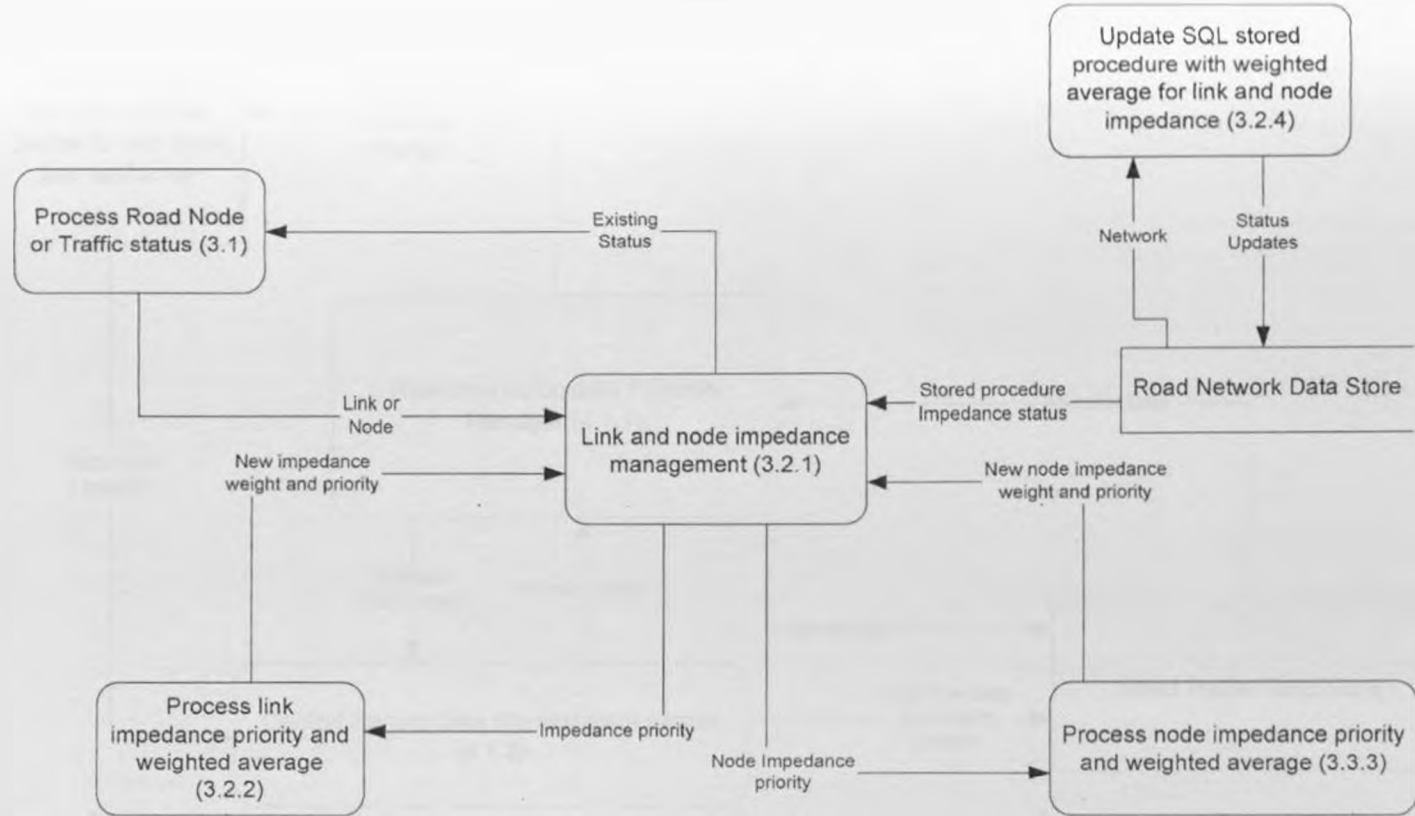 Update SQL stored
procedure with weighted
average for link and node
impedance (3.2.4)
Process Road Node
or Traffic status (3.1)
Existing
Status
Network
Status
Updates
Road Network Data Store
Stored procedure
Impedance status
Link or
Node
Link and node impedance
management (3.2.1)
New impedance
weight and priority
New node impedance
weight and priority
Process link
impedance priority and
weighted average
(3.2.2)
Impedance priority
Node Impedance
priority
Process node impedance priority
and weighted average (3.3.3)